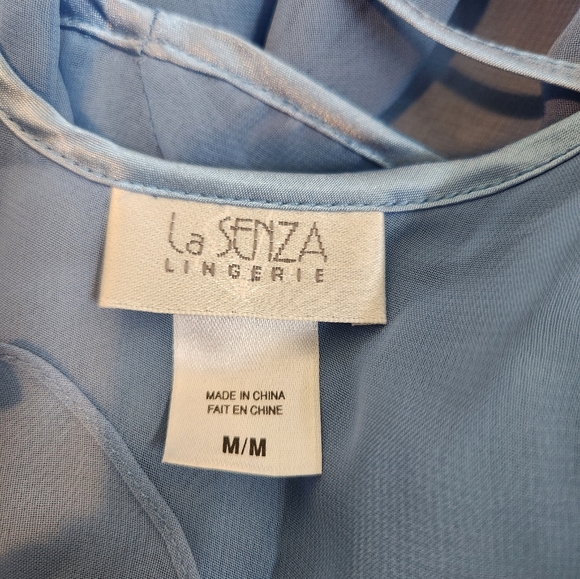 La SENZA
LINGERIE
MADE IN CHINA
FAIT EN CHINE
M/M